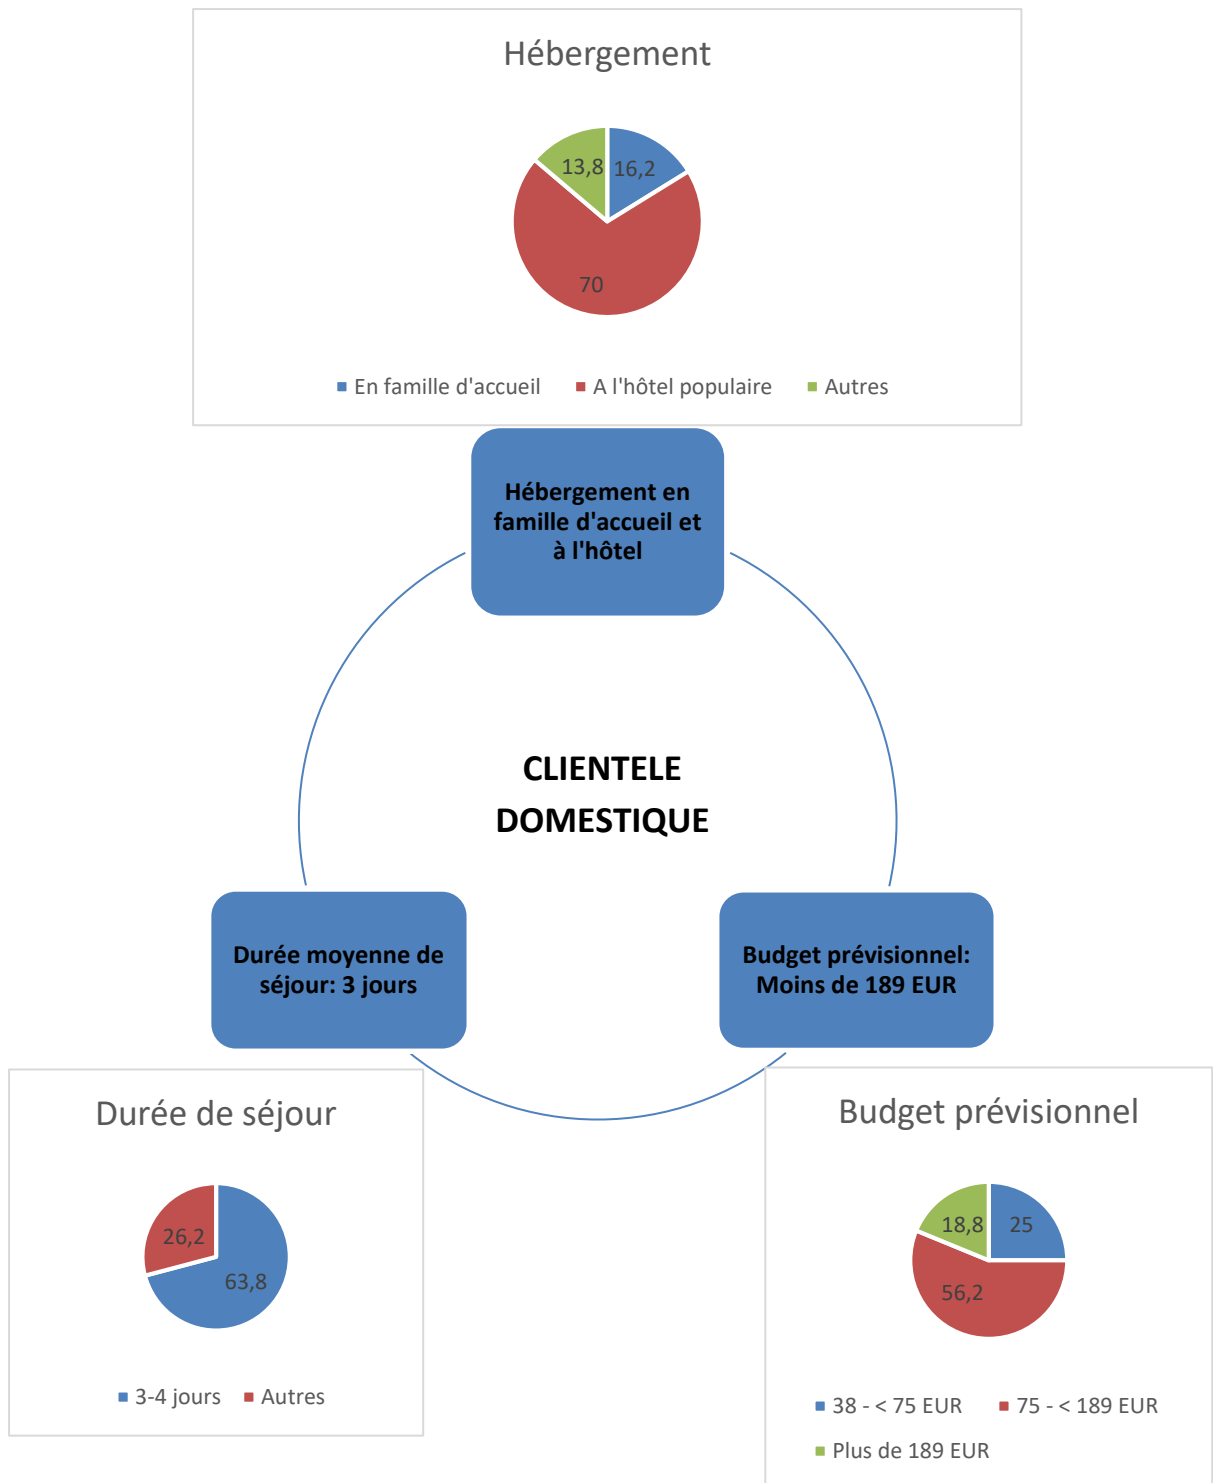 Hébergement
13,8
16,2
70
En famille d'accueil
A l'hôtel populaire
Autres
Hébergement en
famille d'accueil et
à l'hôtel
CLIENTELE
DOMESTIQUE
Durée moyenne de
séjour: 3 jours
Budget prévisionnel:
Moins de 189 EUR
Durée de séjour
26,2
63,8
3-4 jours
Autres
Budget prévisionnel
18,8
25
56,2
38 - < 75 EUR
75 - < 189 EUR
Plus de 189 EUR